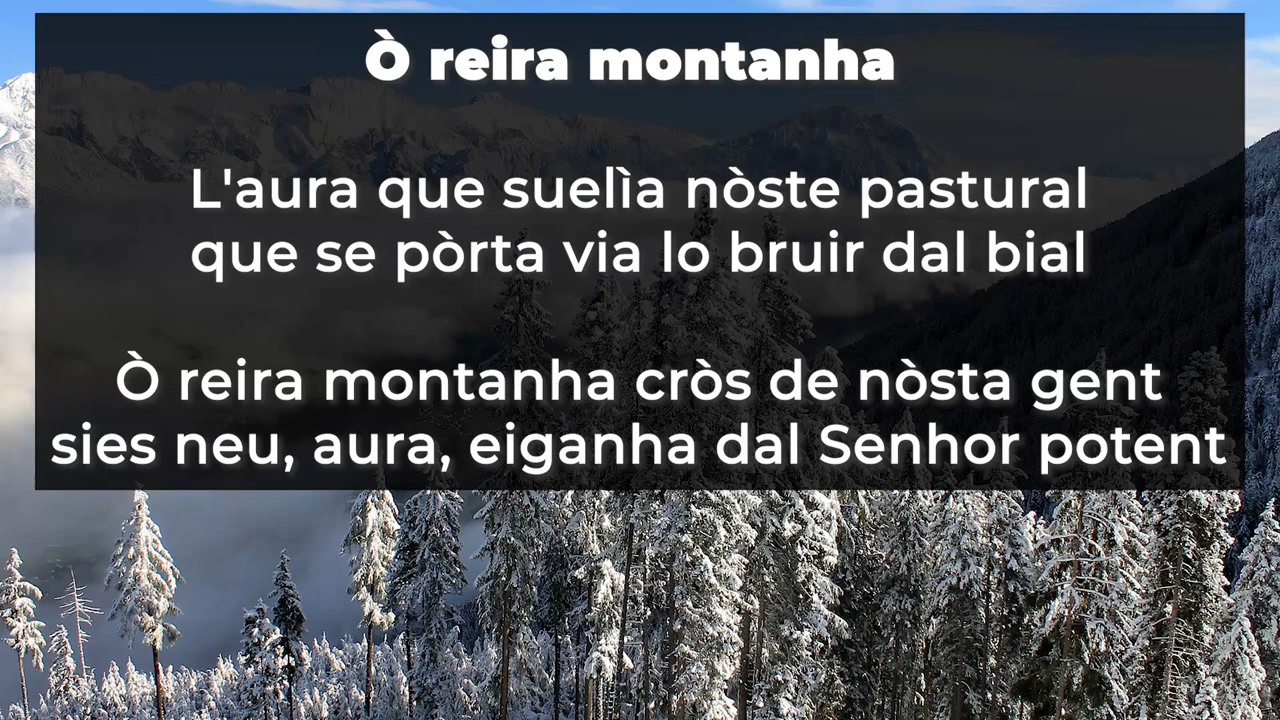 Ò reira montanha
L'aura que suelìa nòste pastural
que se pòrta via lo bruir dal bial
Ò reira montanha cròs de nòsta gent
sies neu, aura, eiganha dal Senhor potent